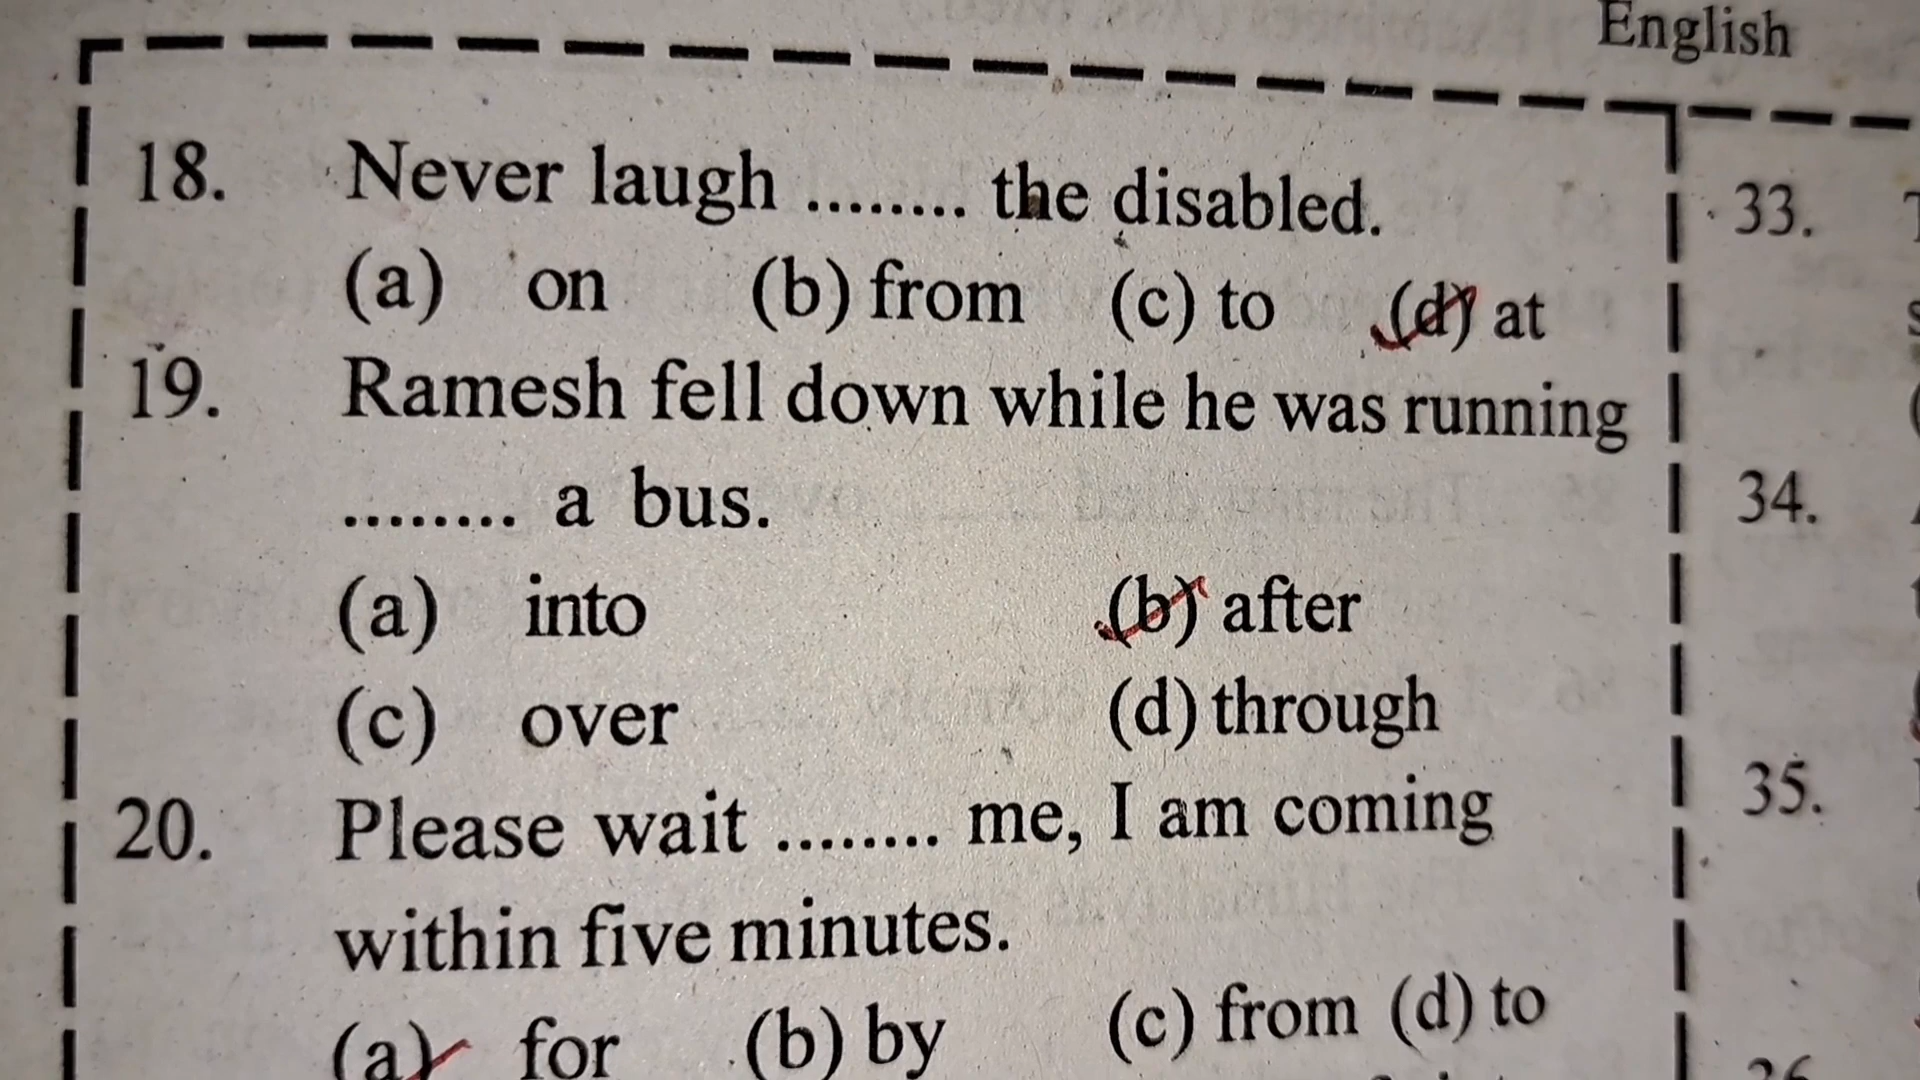 English
18. Never laugh ........ the disabled.
(a) on (b) from (c) to (d) at
19. Ramesh fell down while he was running
........ a bus.
(a) into (b) after
(c) over (d) through
20. Please wait ........ me, I am coming
within five minutes.
(a) for (b) by (c) from (d) to
33.
34.
35.